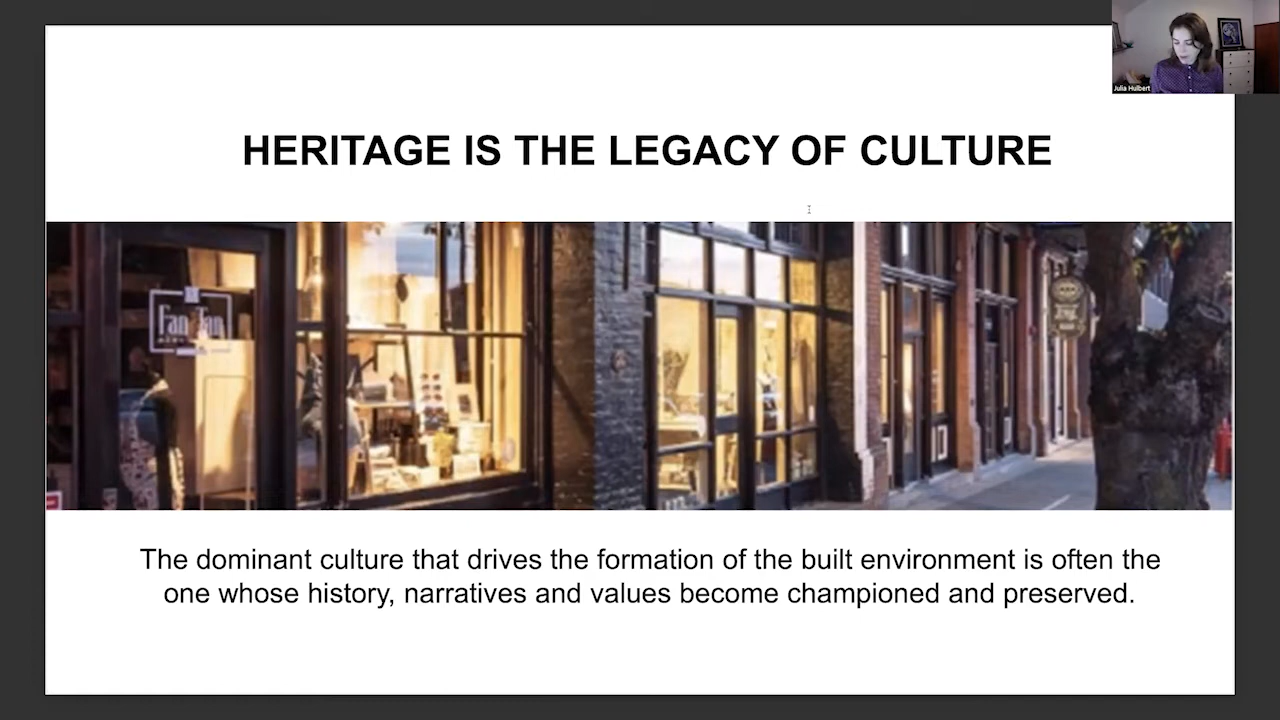 Julia Hulbert
HERITAGE IS THE LEGACY OF CULTURE
Fan Tan
The dominant culture that drives the formation of the built environment is often the
one whose history, narratives and values become championed and preserved.